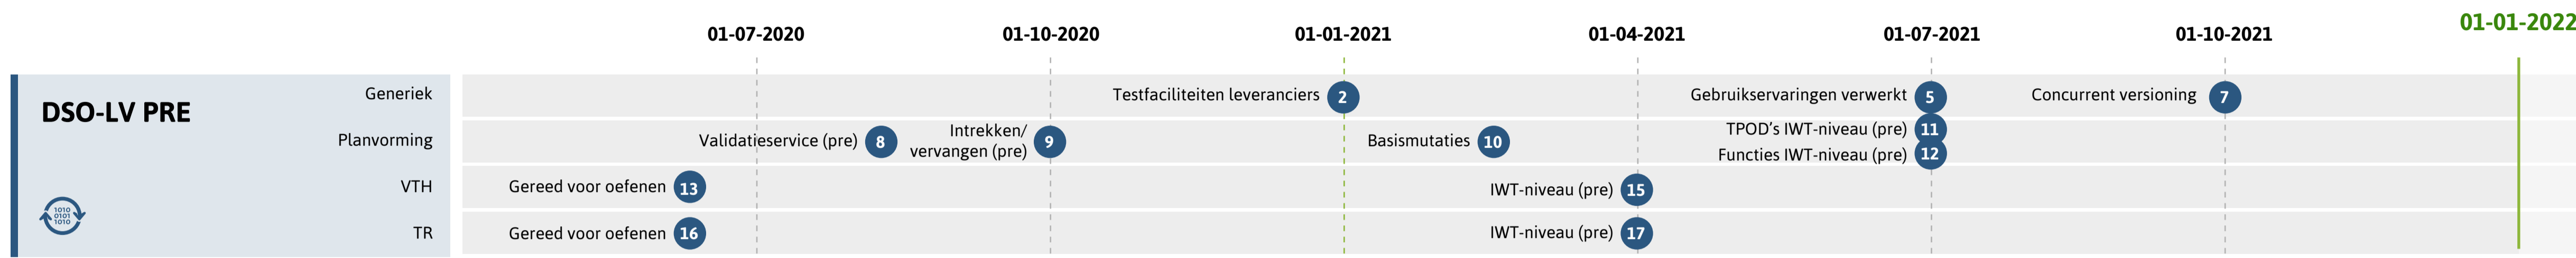 01-07-2020
01-10-2020
01-01-2021
01-04-2021
01-07-2021
01-10-2021
01-01-2022
DSO-LV PRE
Generiek
Testfaciliteiten leveranciers 2
Gebruikservaringen verwerkt 5
Concurrent versioning 7
Planvorming
Validatieservice (pre) 8
Intrekken/
vervangen (pre) 9
Basismutaties 10
TPOD's IWT-niveau (pre) 11
Functies IWT-niveau (pre) 12
VTH
Gereed voor oefenen 13
IWT-niveau (pre) 15
1010
0101
1010
TR
Gereed voor oefenen 16
IWT-niveau (pre) 17